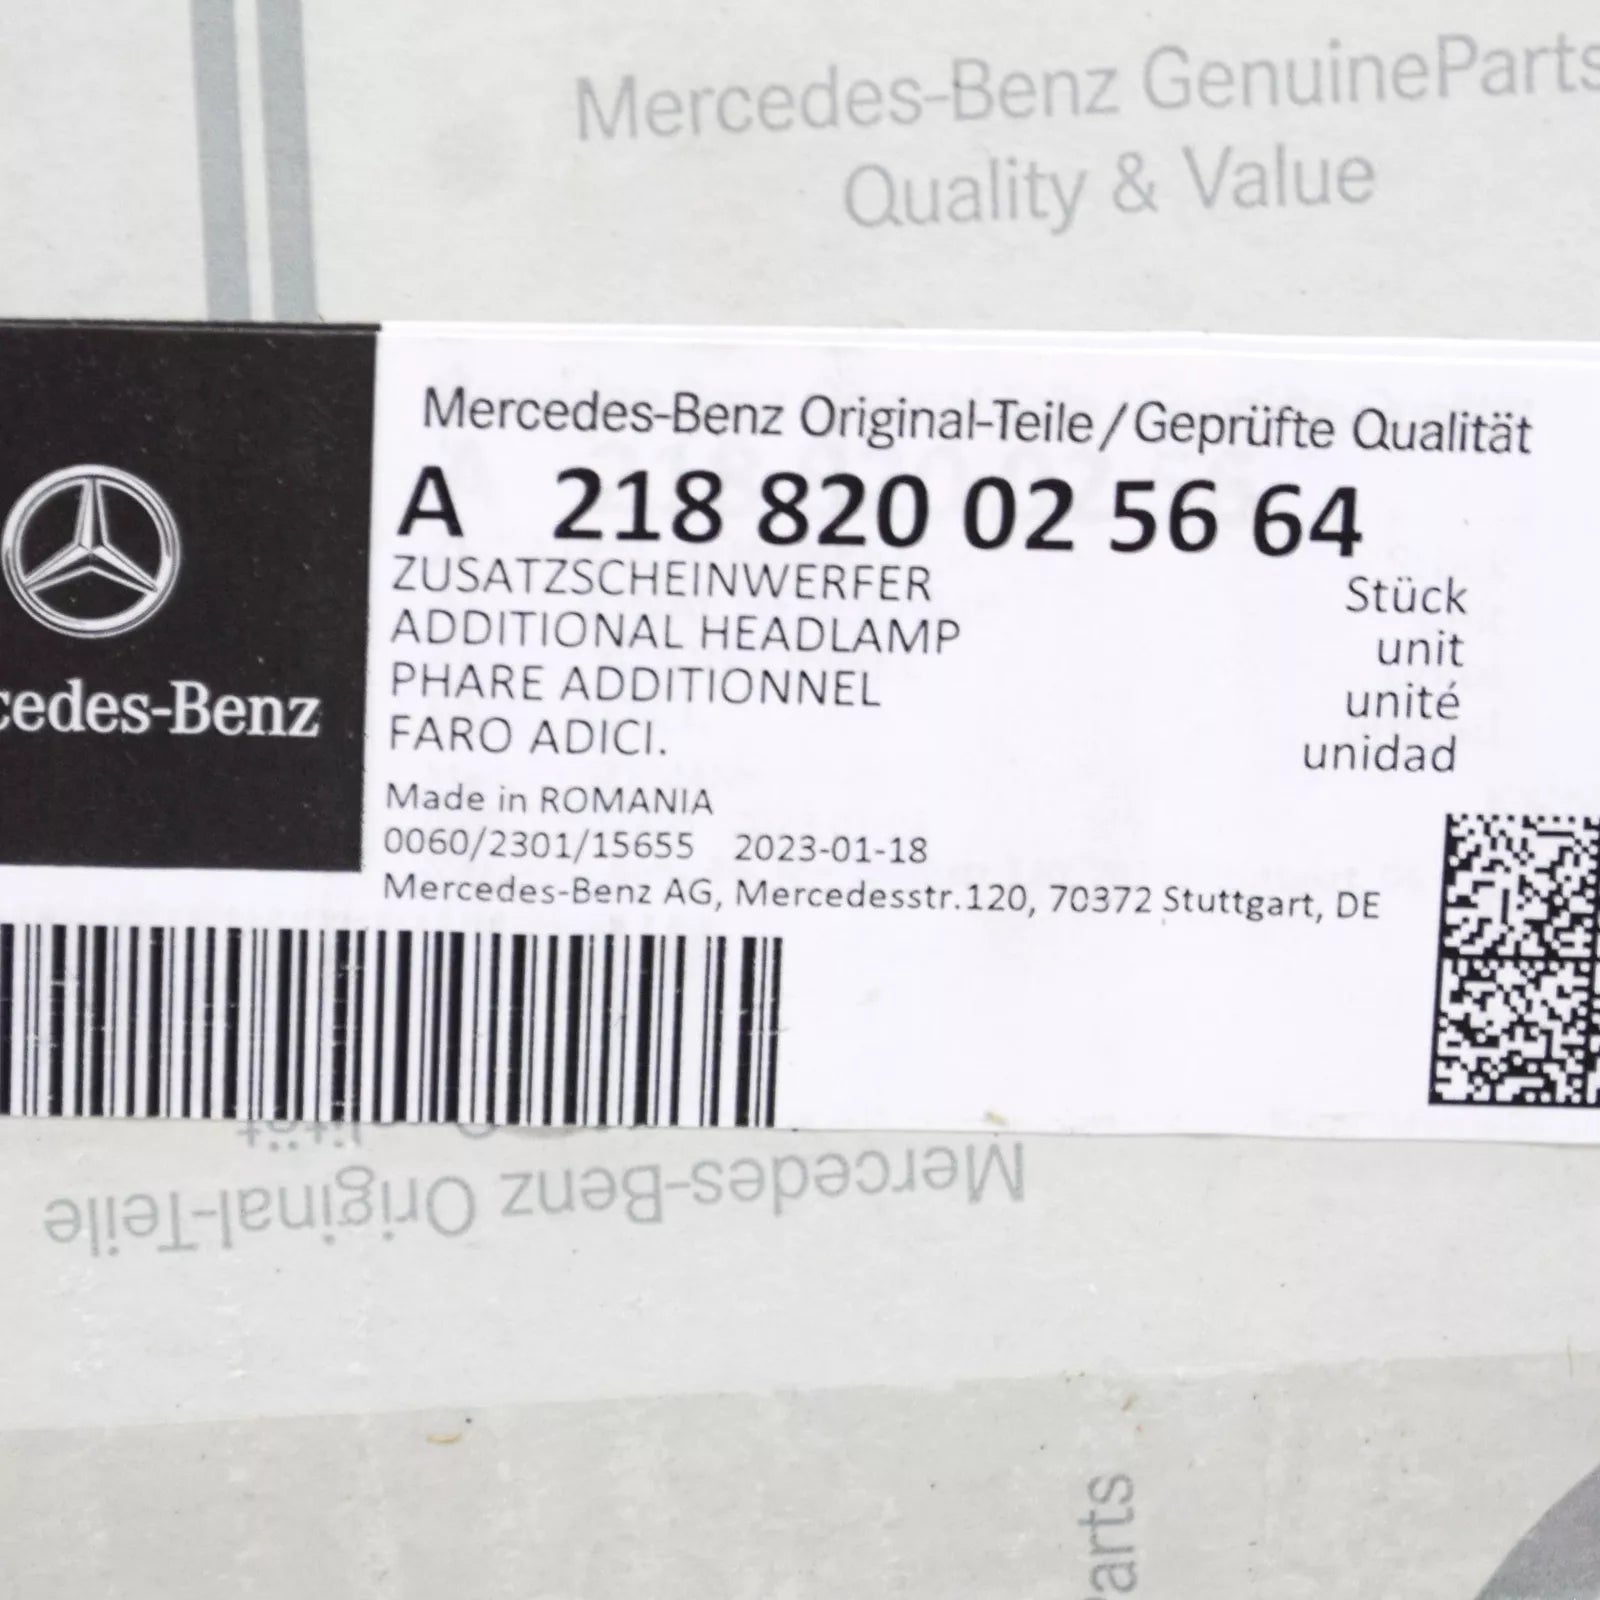 Mercedes-Benz GenuineParts
Quality & Value
Mercedes-Benz Original-Teile/Geprüfte Qualität
A 218 820 02 56 64
ZUSATZSCHEINWERFER Stück
ADDITIONAL HEADLAMP unit
PHARE ADDITIONNEL unité
FARO ADICI. unidad
cedes-Benz
Made in ROMANIA
0060/2301/15655 2023-01-18
Mercedes-Benz AG, Mercedesstr.120, 70372 Stuttgart, DE
Mercedes-Benz Original-Teile
arts